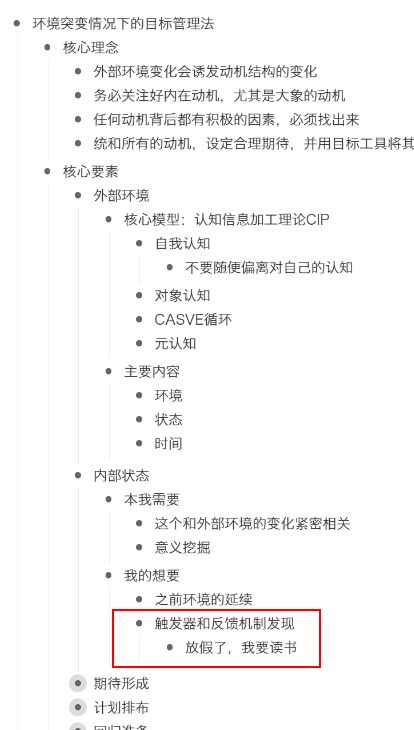 环境突变情况下的目标管理法
核心理念
外部环境变化会诱发动机结构的变化
务必关注好内在动机，尤其是大象的动机
任何动机背后都有积极的因素，必须找出来
统和所有的动机，设定合理期待，并用目标工具将其
核心要素
外部环境
核心模型：认知信息加工理论CIP
自我认知
不要随便偏离对自己的认知
对象认知
CASVE循环
元认知
主要内容
环境
状态
时间
内部状态
本我需要
这个和外部环境的变化紧密相关
意义挖掘
我的想要
之前环境的延续
触发器和反馈机制发现
放假了，我要读书
期待形成
计划排布